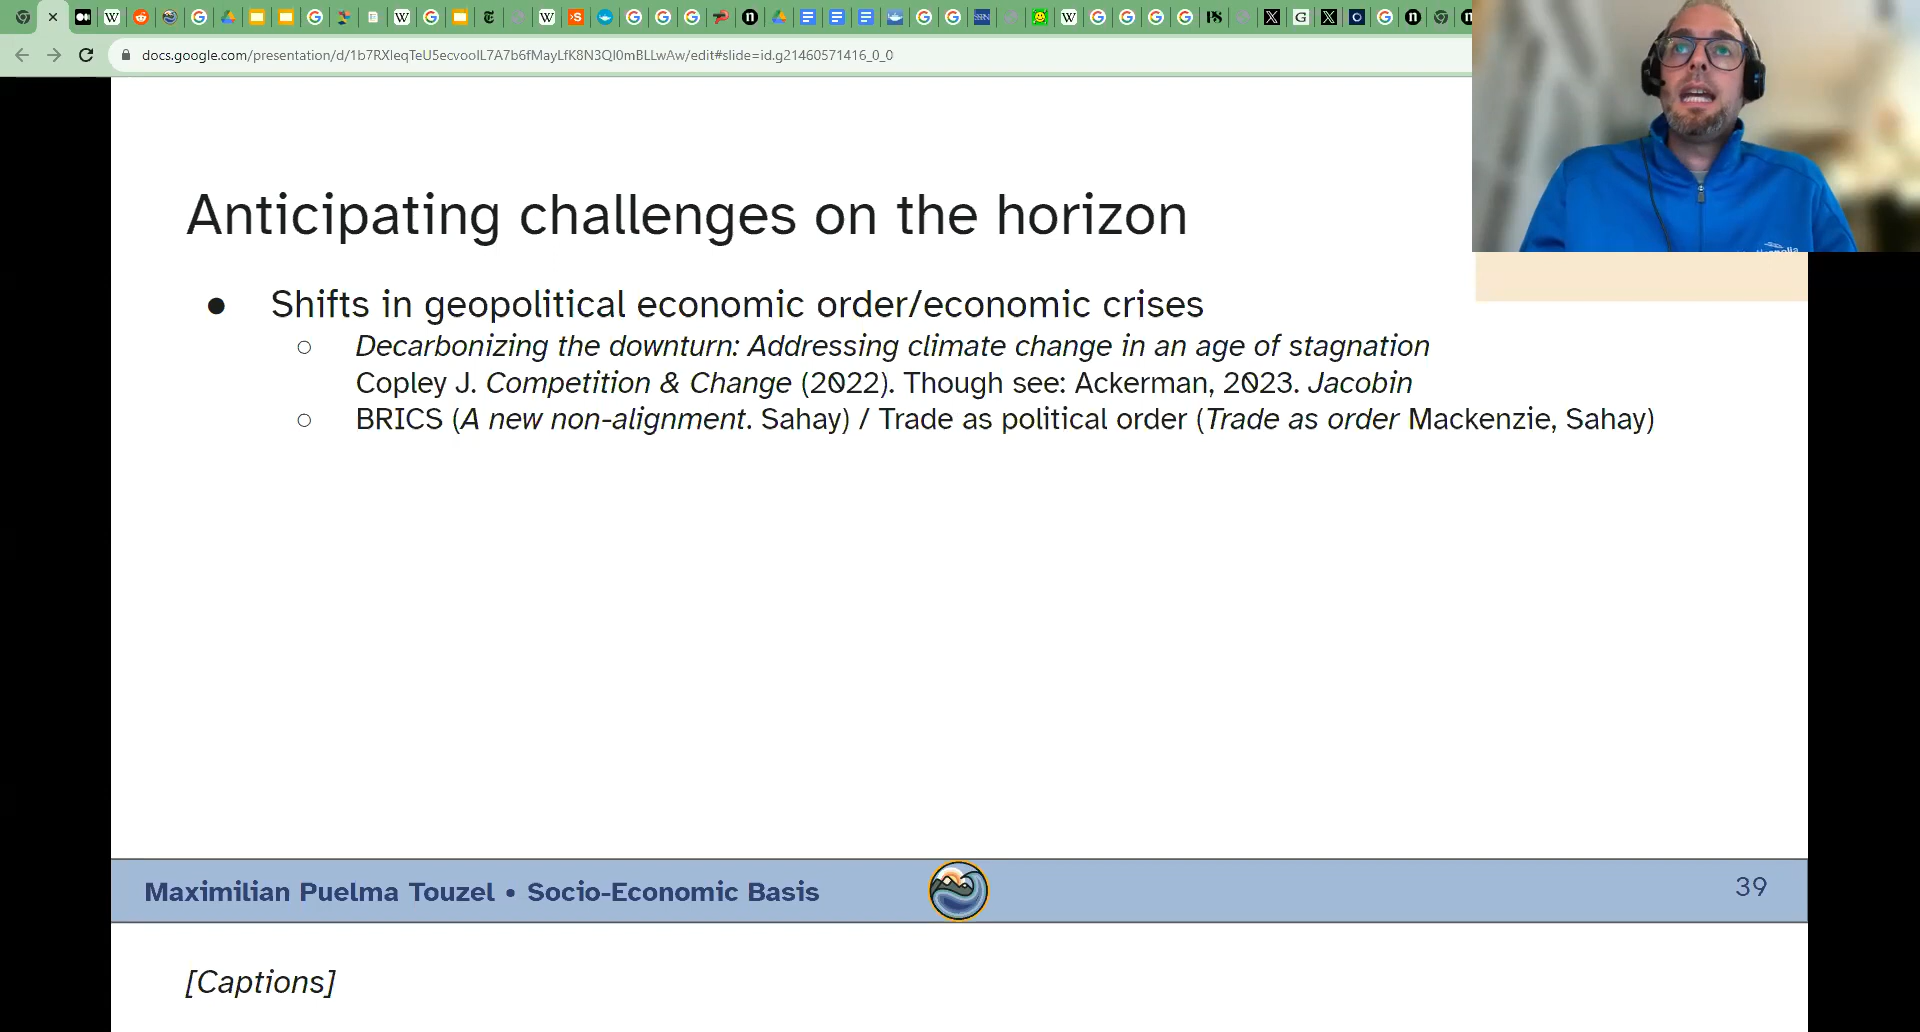 docs.google.com/presentation/d/1b7RXIeqTeU5ecvooIL7A7b6fMayLfK8N3QI0mBLLwAw/edit#slide=id.g21460571416_0_0
Anticipating challenges on the horizon
● Shifts in geopolitical economic order/economic crises
○ Decarbonizing the downturn: Addressing climate change in an age of stagnation
Copley J. Competition & Change (2022). Though see: Ackerman, 2023. Jacobin
○ BRICS (A new non-alignment. Sahay) / Trade as political order (Trade as order Mackenzie, Sahay)
Maximilian Puelma Touzel • Socio-Economic Basis
39
[Captions]